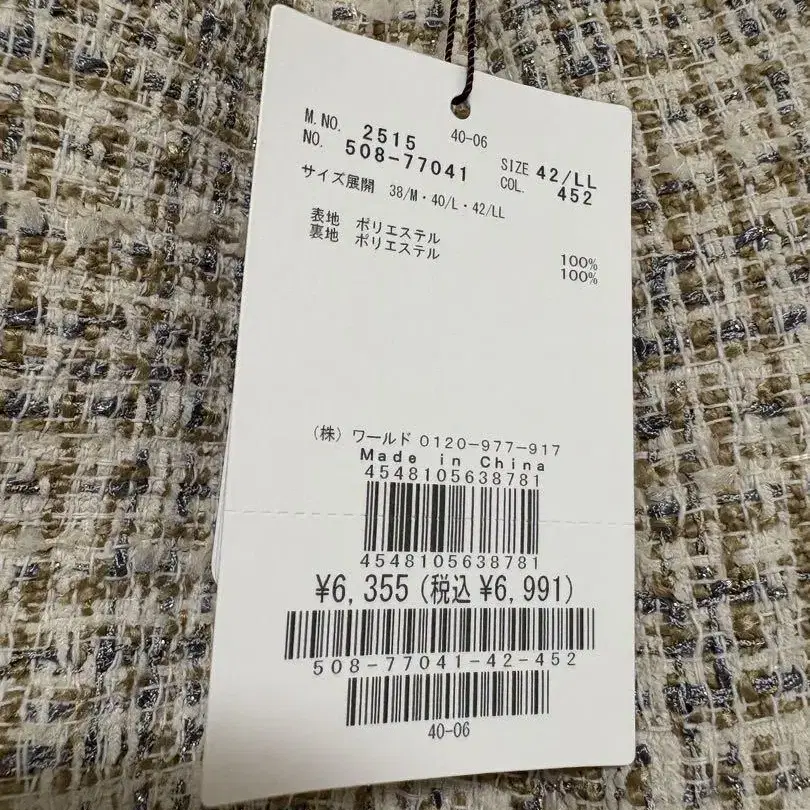 M.NO. 2515 40-06
NO. 508-77041 SIZE 42/LL
COL. 452
サイズ展開 38/M・40/L・42/LL
表地 ポリエステル 100%
裏地 ポリエステル 100%
(株) ワールド 0120-977-917
Made in China
4548105638781
4548105638781
¥6,355 (税込 ¥6,991)
508-77041-42-452
40-06